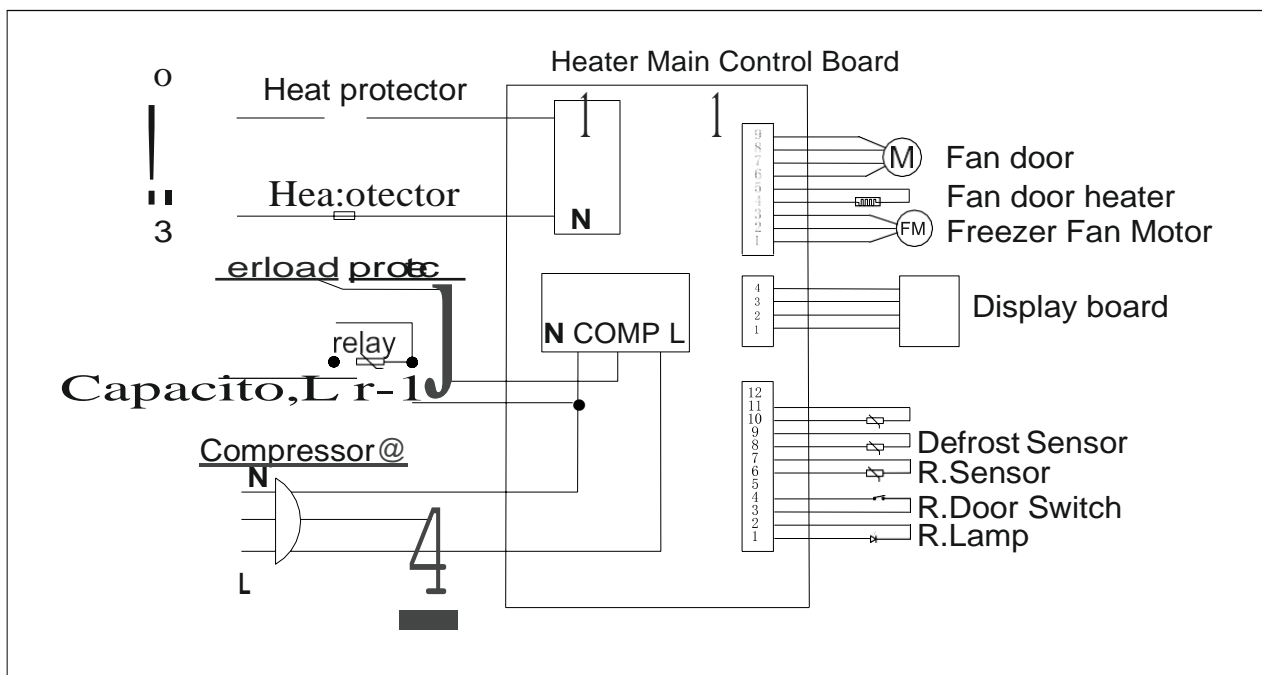 Heater Main Control Board
o
Heat protector
1
1
Hea:otector
N
3
erload protec
N COMP L
relay
Capacito,L r-1
J
Compressor@
N
L
4
9
8
7
6
5
4
3
2
1
Fan door
M
Fan door heater
Freezer Fan Motor
FM
4
3
2
1
Display board
12
11
10
9
8
7
6
5
4
3
2
1
Defrost Sensor
R.Sensor
R.Door Switch
R.Lamp